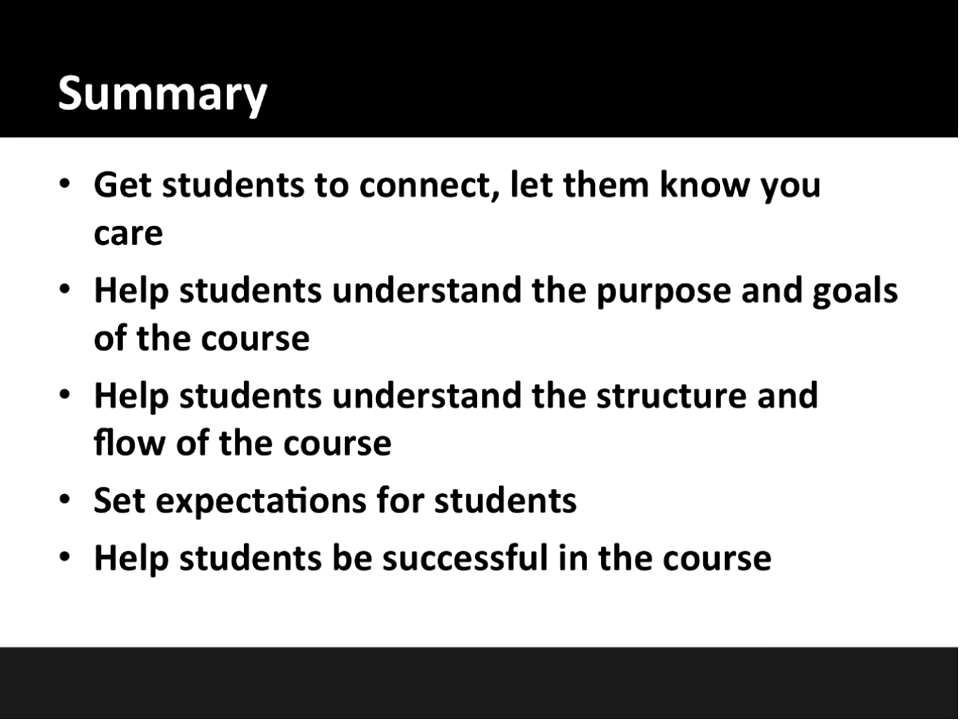 Summary
• Get students to connect, let them know you
care
• Help students understand the purpose and goals
of the course
• Help students understand the structure and
flow of the course
• Set expectations for students
• Help students be successful in the course